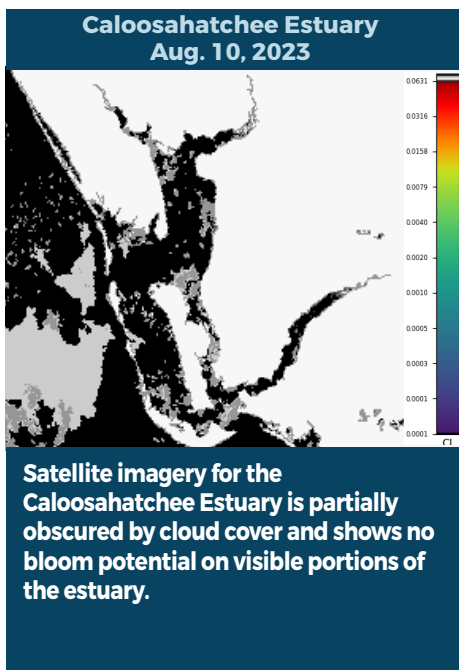 Caloosahatchee Estuary
Aug. 10, 2023
0.0631
0.0316
0.0158
0.0079
0.0040
0.0020
0.0010
0.0005
0.0003
0.0001
0.0001
CI
Satellite imagery for the
Caloosahatchee Estuary is partially
obscured by cloud cover and shows no
bloom potential on visible portions of
the estuary.